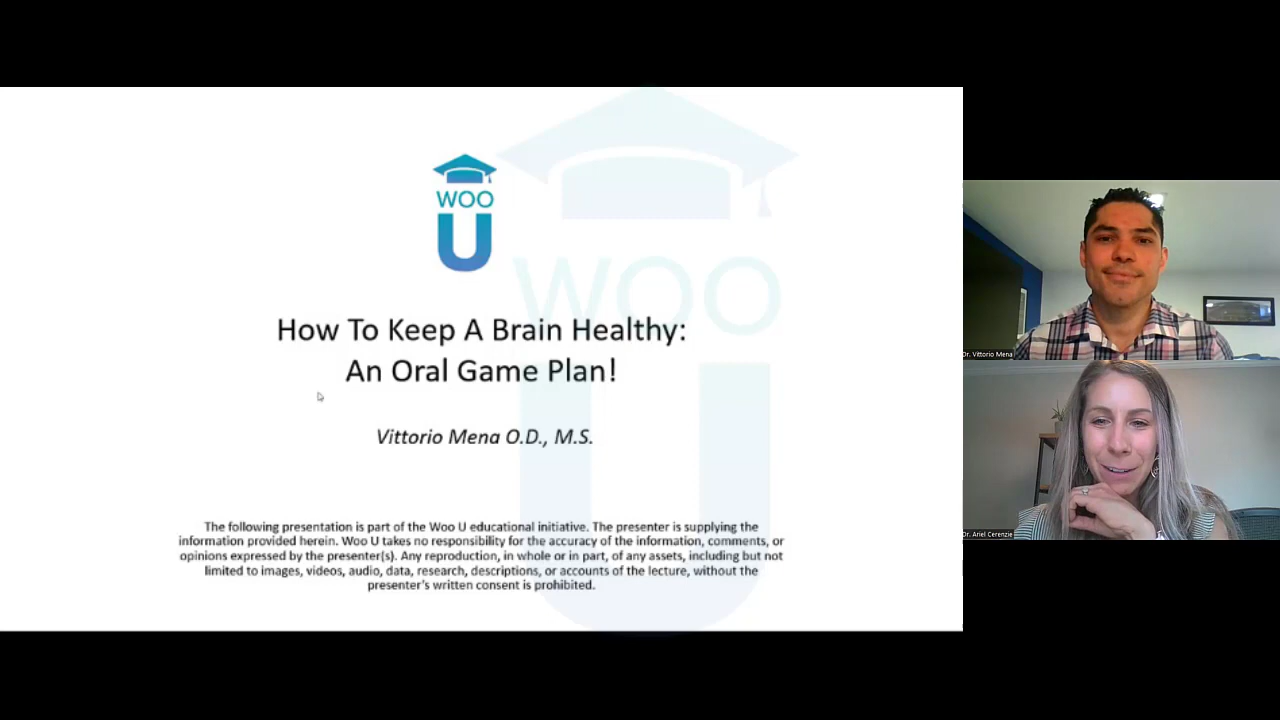 WOO
U
WOO
U
How To Keep A Brain Healthy:
An Oral Game Plan!
Vittorio Mena O.D., M.S.
The following presentation is part of the Woo U educational initiative. The presenter is supplying the
information provided herein. Woo U takes no responsibility for the accuracy of the information, comments, or
opinions expressed by the presenter(s). Any reproduction, in whole or in part, of any assets, including but not
limited to images, videos, audio, data, research, descriptions, or accounts of the lecture, without the
presenter's written consent is prohibited.
Dr. Vittorio Mena
Dr. Ariel Cerenzie